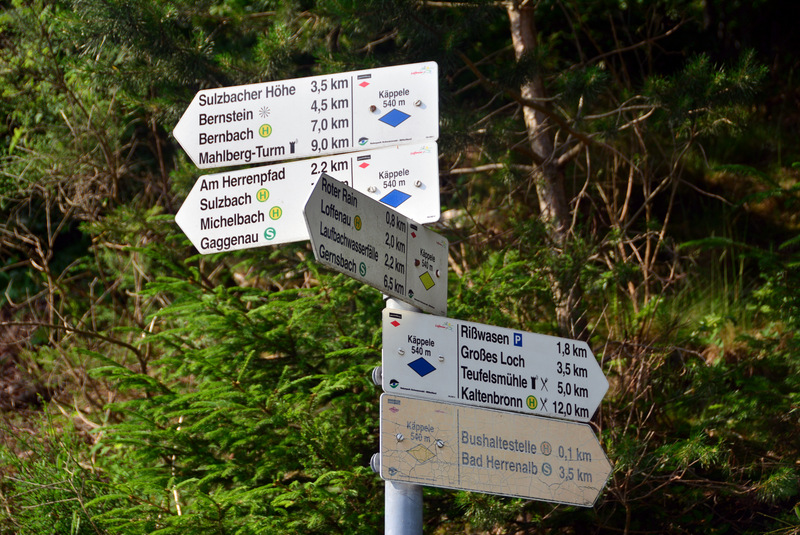 Sulzbacher Höhe 3,5 km
Bernstein 4,5 km
Bernbach H 7,0 km
Mahlberg-Turm 9,0 km
Käppele
540 m
Am Herrenpfad 2,2 km
Sulzbach H
Michelbach H
Gaggenau S
Käppele
540 m
Roter Rain 0,8 km
Loffenau H 2,0 km
Laufbachwasserfälle 2,2 km
Gernsbach S 6,5 km
Käppele
540 m
Käppele
540 m
Rißwasen P 1,8 km
Großes Loch 3,5 km
Teufelsmühle 5,0 km
Kaltenbronn H 12,0 km
Käppele
540 m
Bushaltestelle H 0,1 km
Bad Herrenalb S 3,5 km